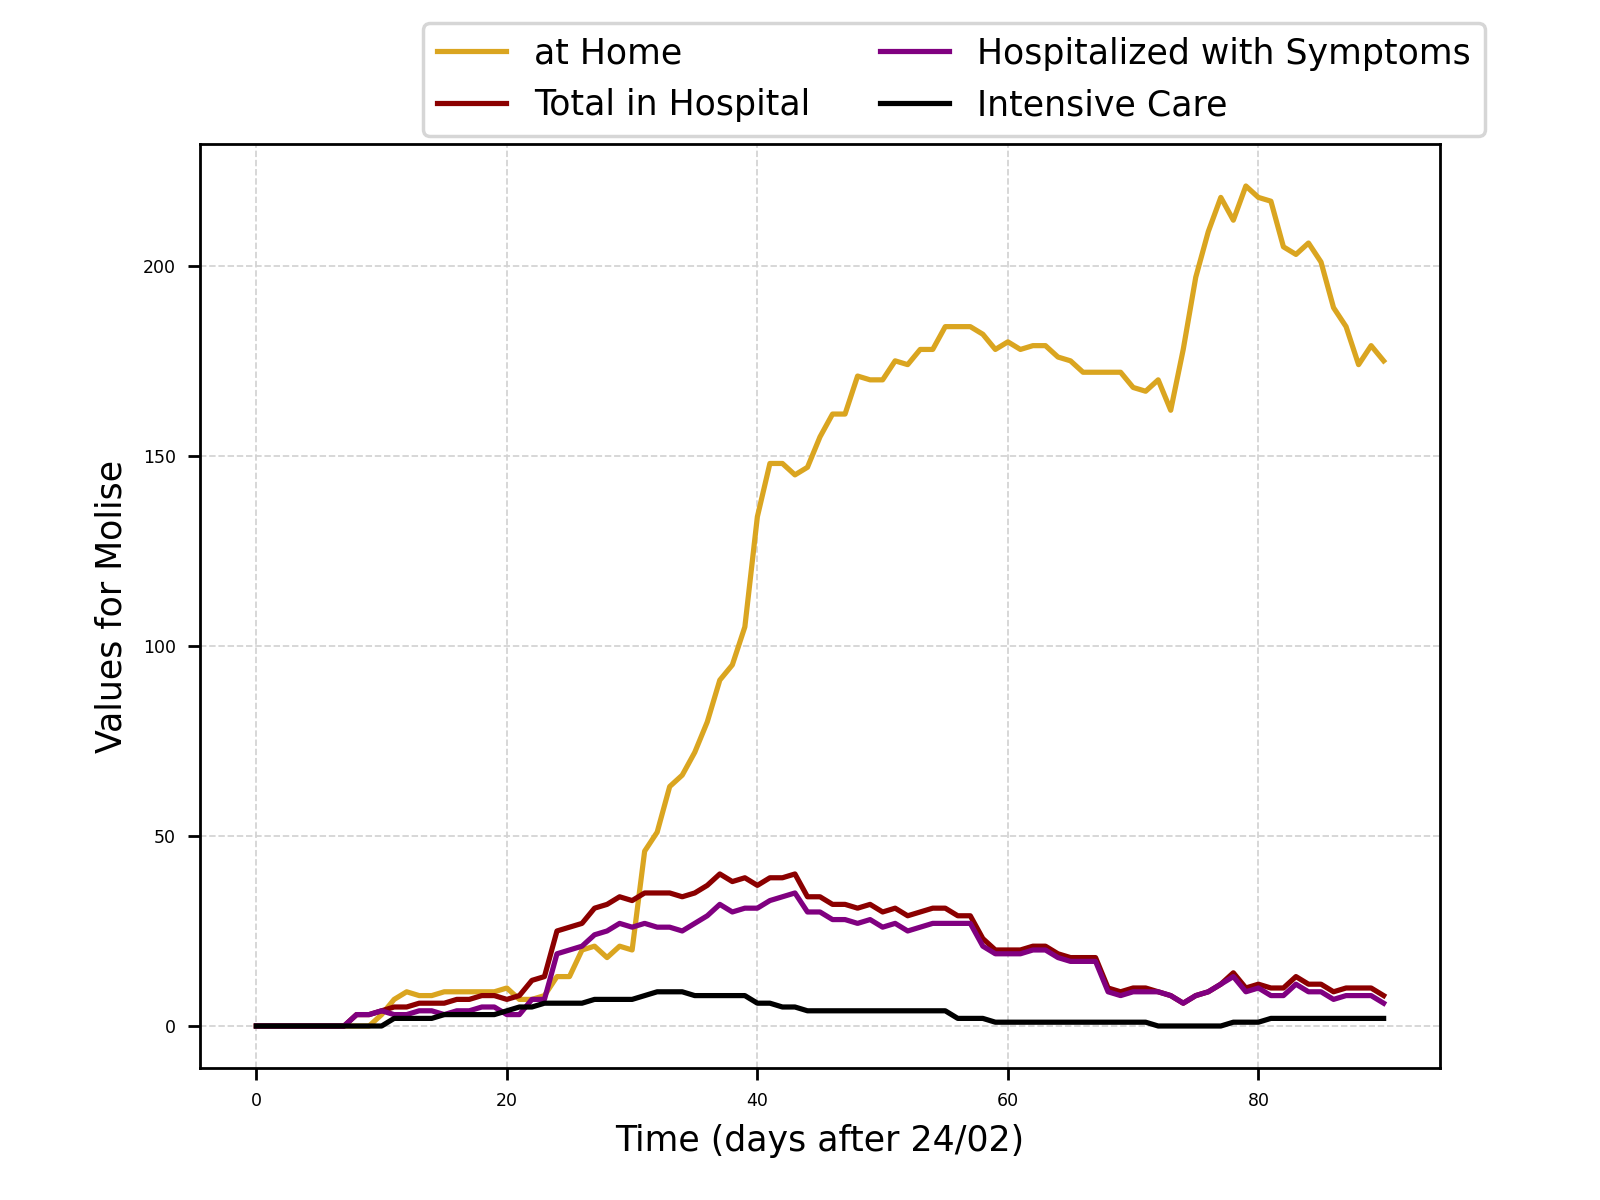 at Home
Total in Hospital
Hospitalized with Symptoms
Intensive Care
Values for Molise
200
150
100
50
0
0 20 40 60 80
Time (days after 24/02)